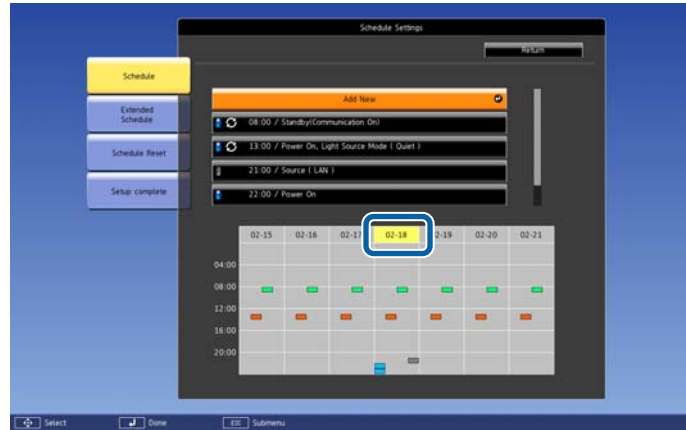 Schedule Settings
Return
Schedule
Extended
Schedule
Schedule Reset
Setup complete
Add New
08:00 / Standby(Communication On)
13:00 / Power On, Light Source Mode ( Quiet )
21:00 / Source ( LAN )
22:00 / Power On
02-15 02-16 02-17 02-18 02-19 02-20 02-21
04:00
08:00
12:00
16:00
20:00
Select Done Esc Submenu